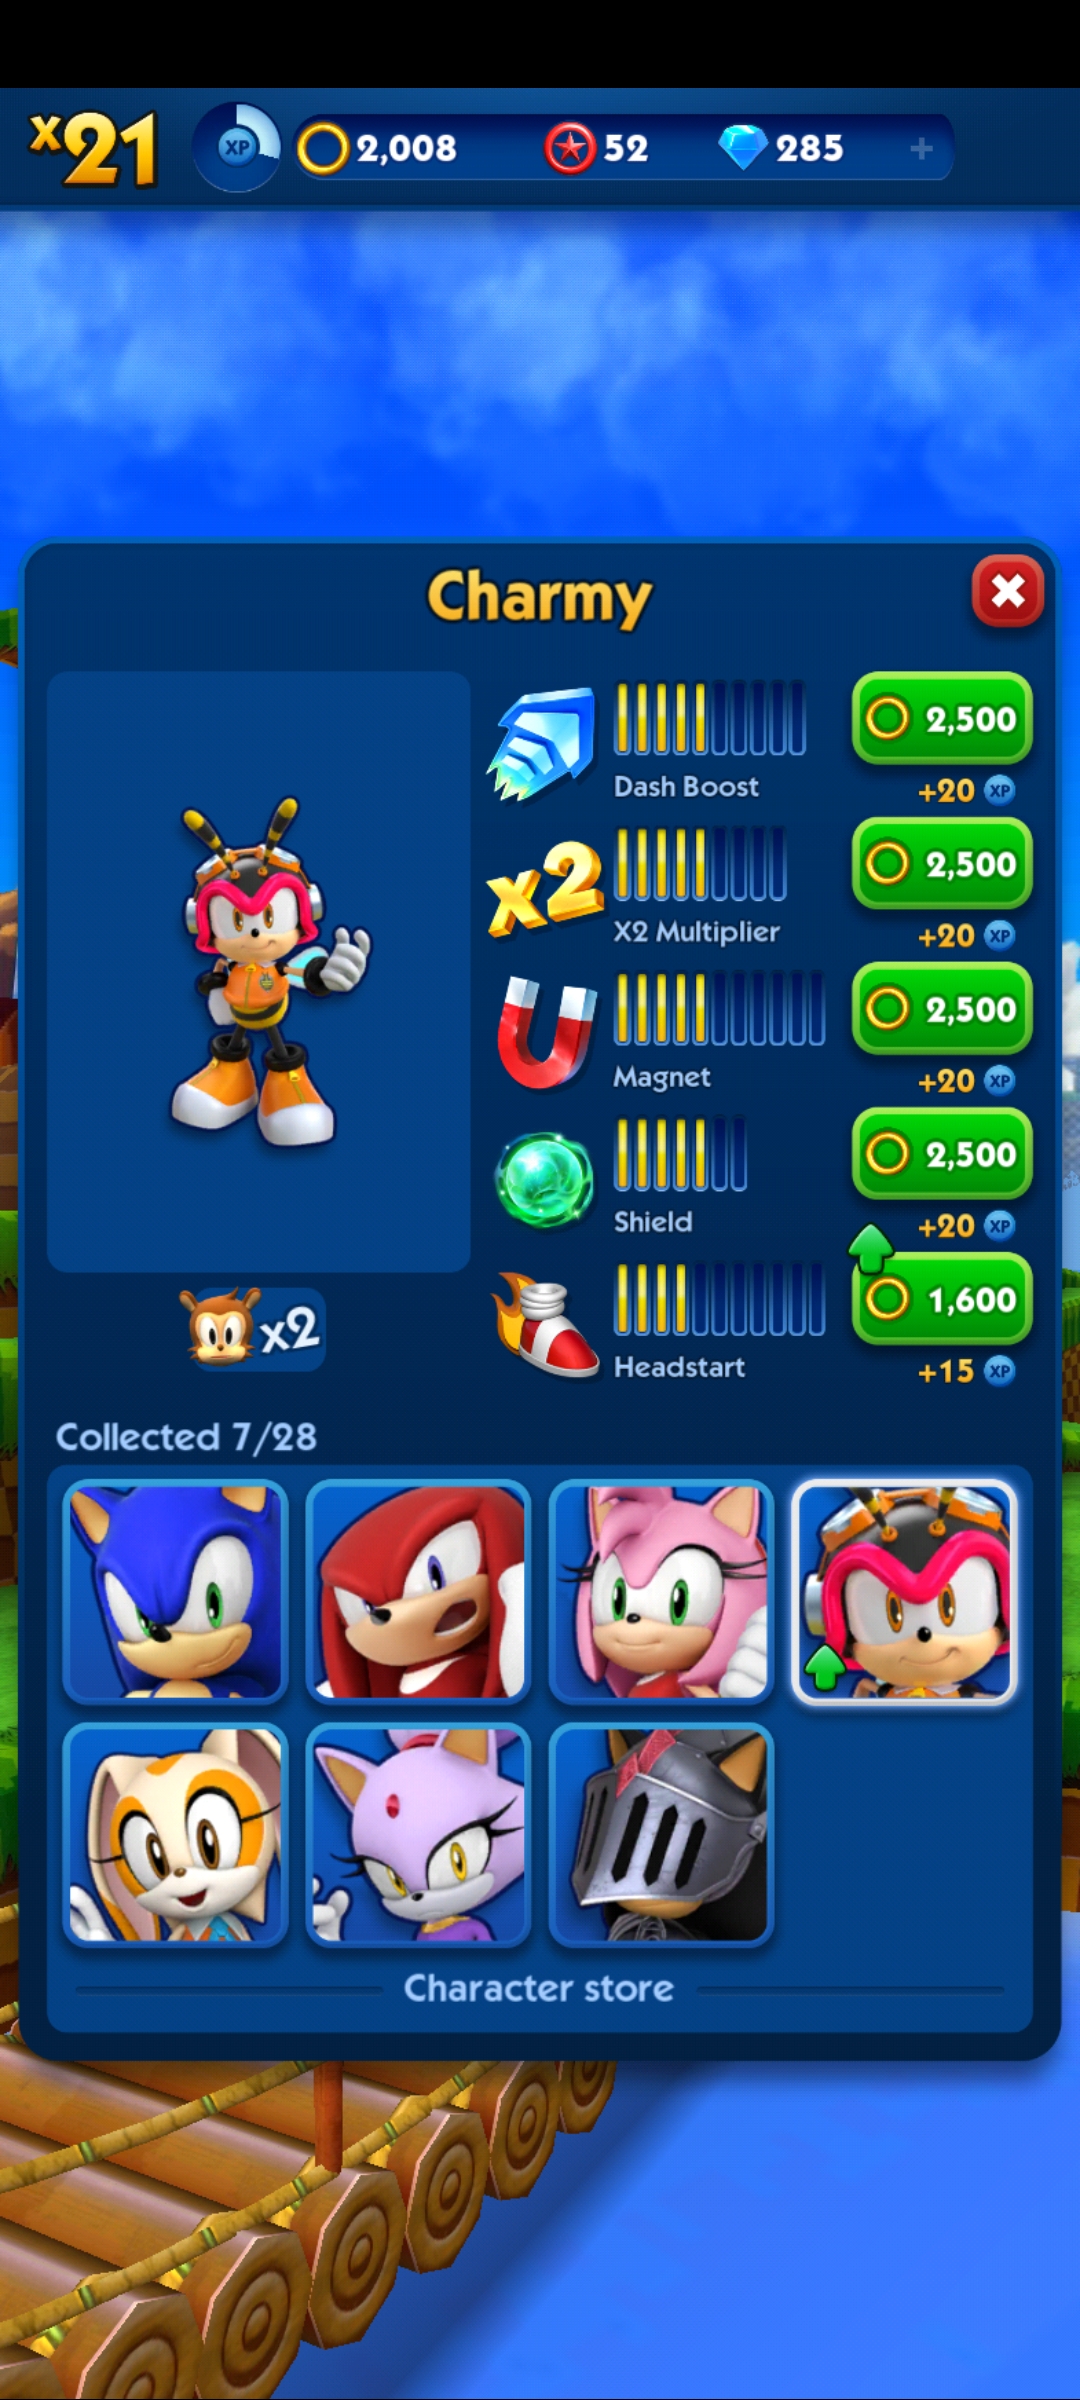 x21
XP 2,008 52 285 +
Charmy
2,500
Dash Boost
+20 XP
x2
2,500
X2 Multiplier
+20 XP
2,500
Magnet
+20 XP
2,500
Shield
+20 XP
1,600
x2
Headstart
+15 XP
Collected 7/28
Character store